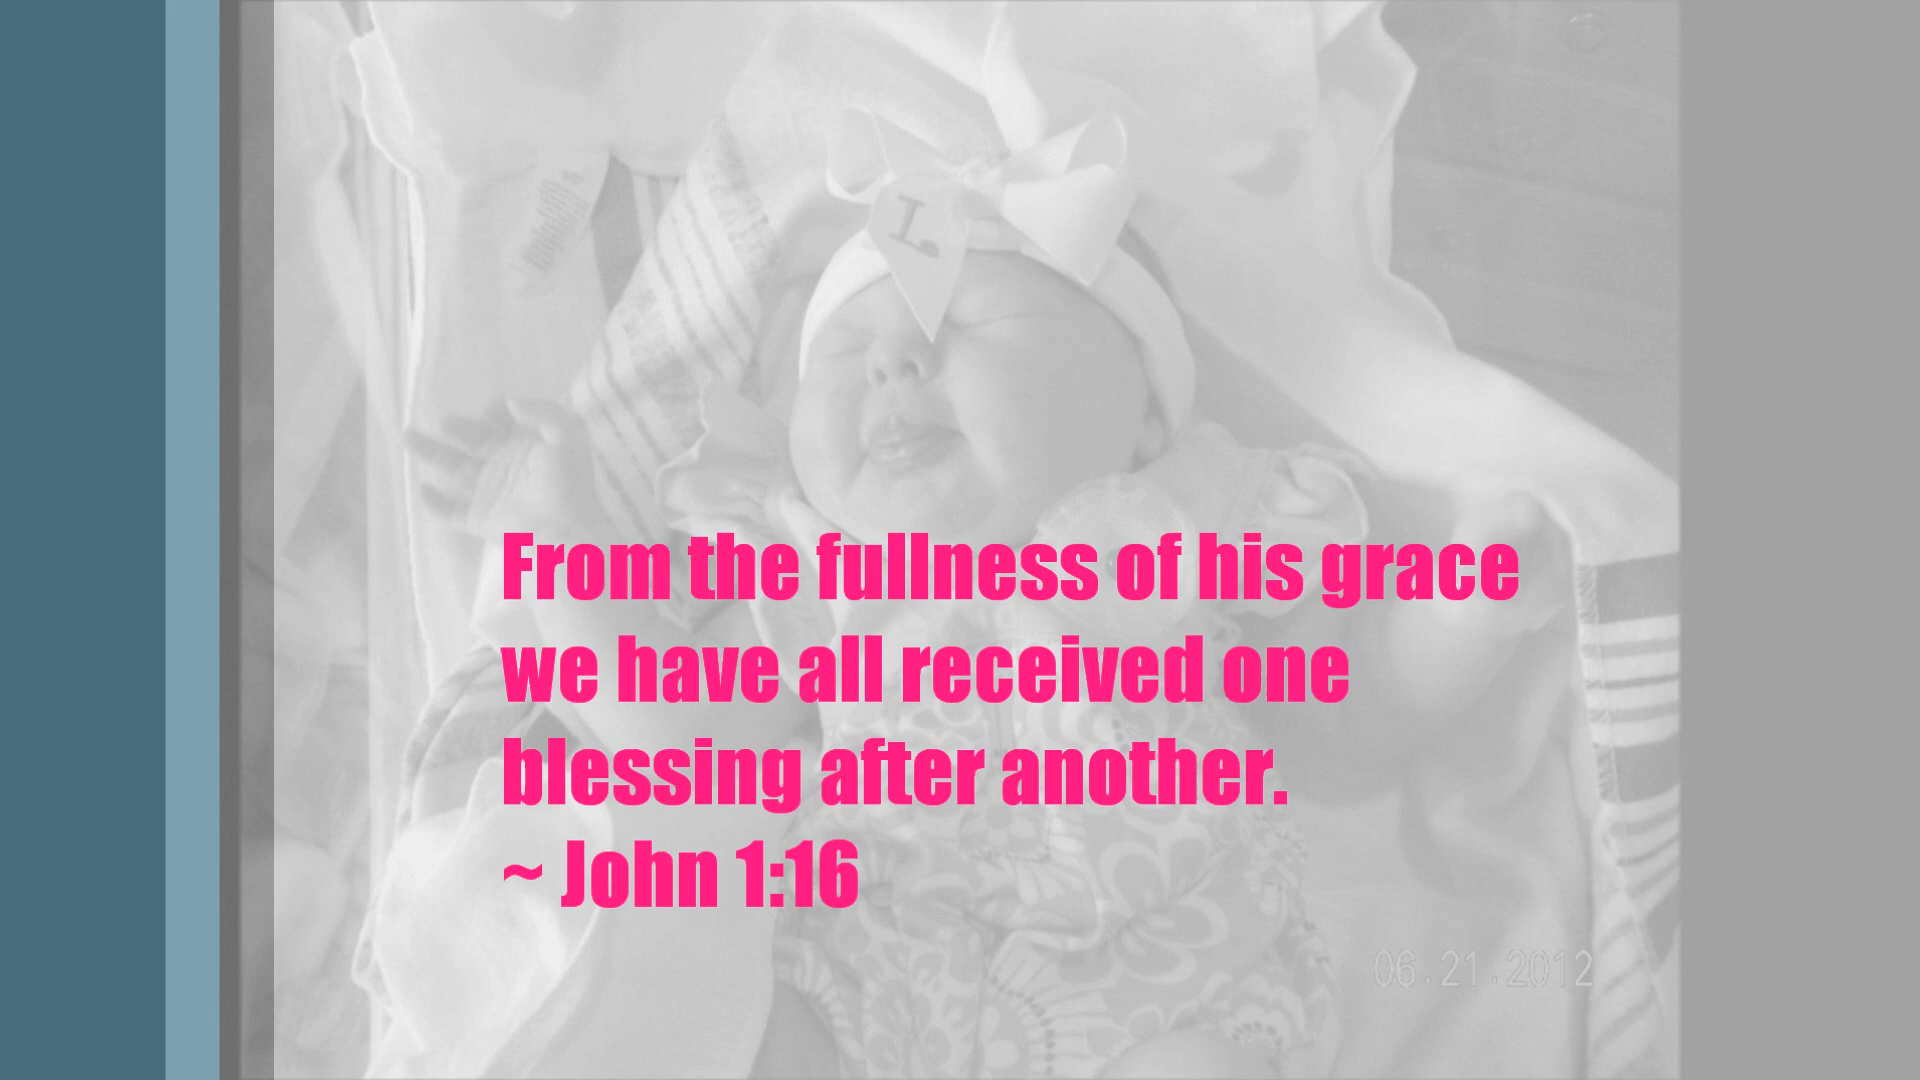 L
From the fullness of his grace
we have all received one
blessing after another.
~ John 1:16
06.21.2012